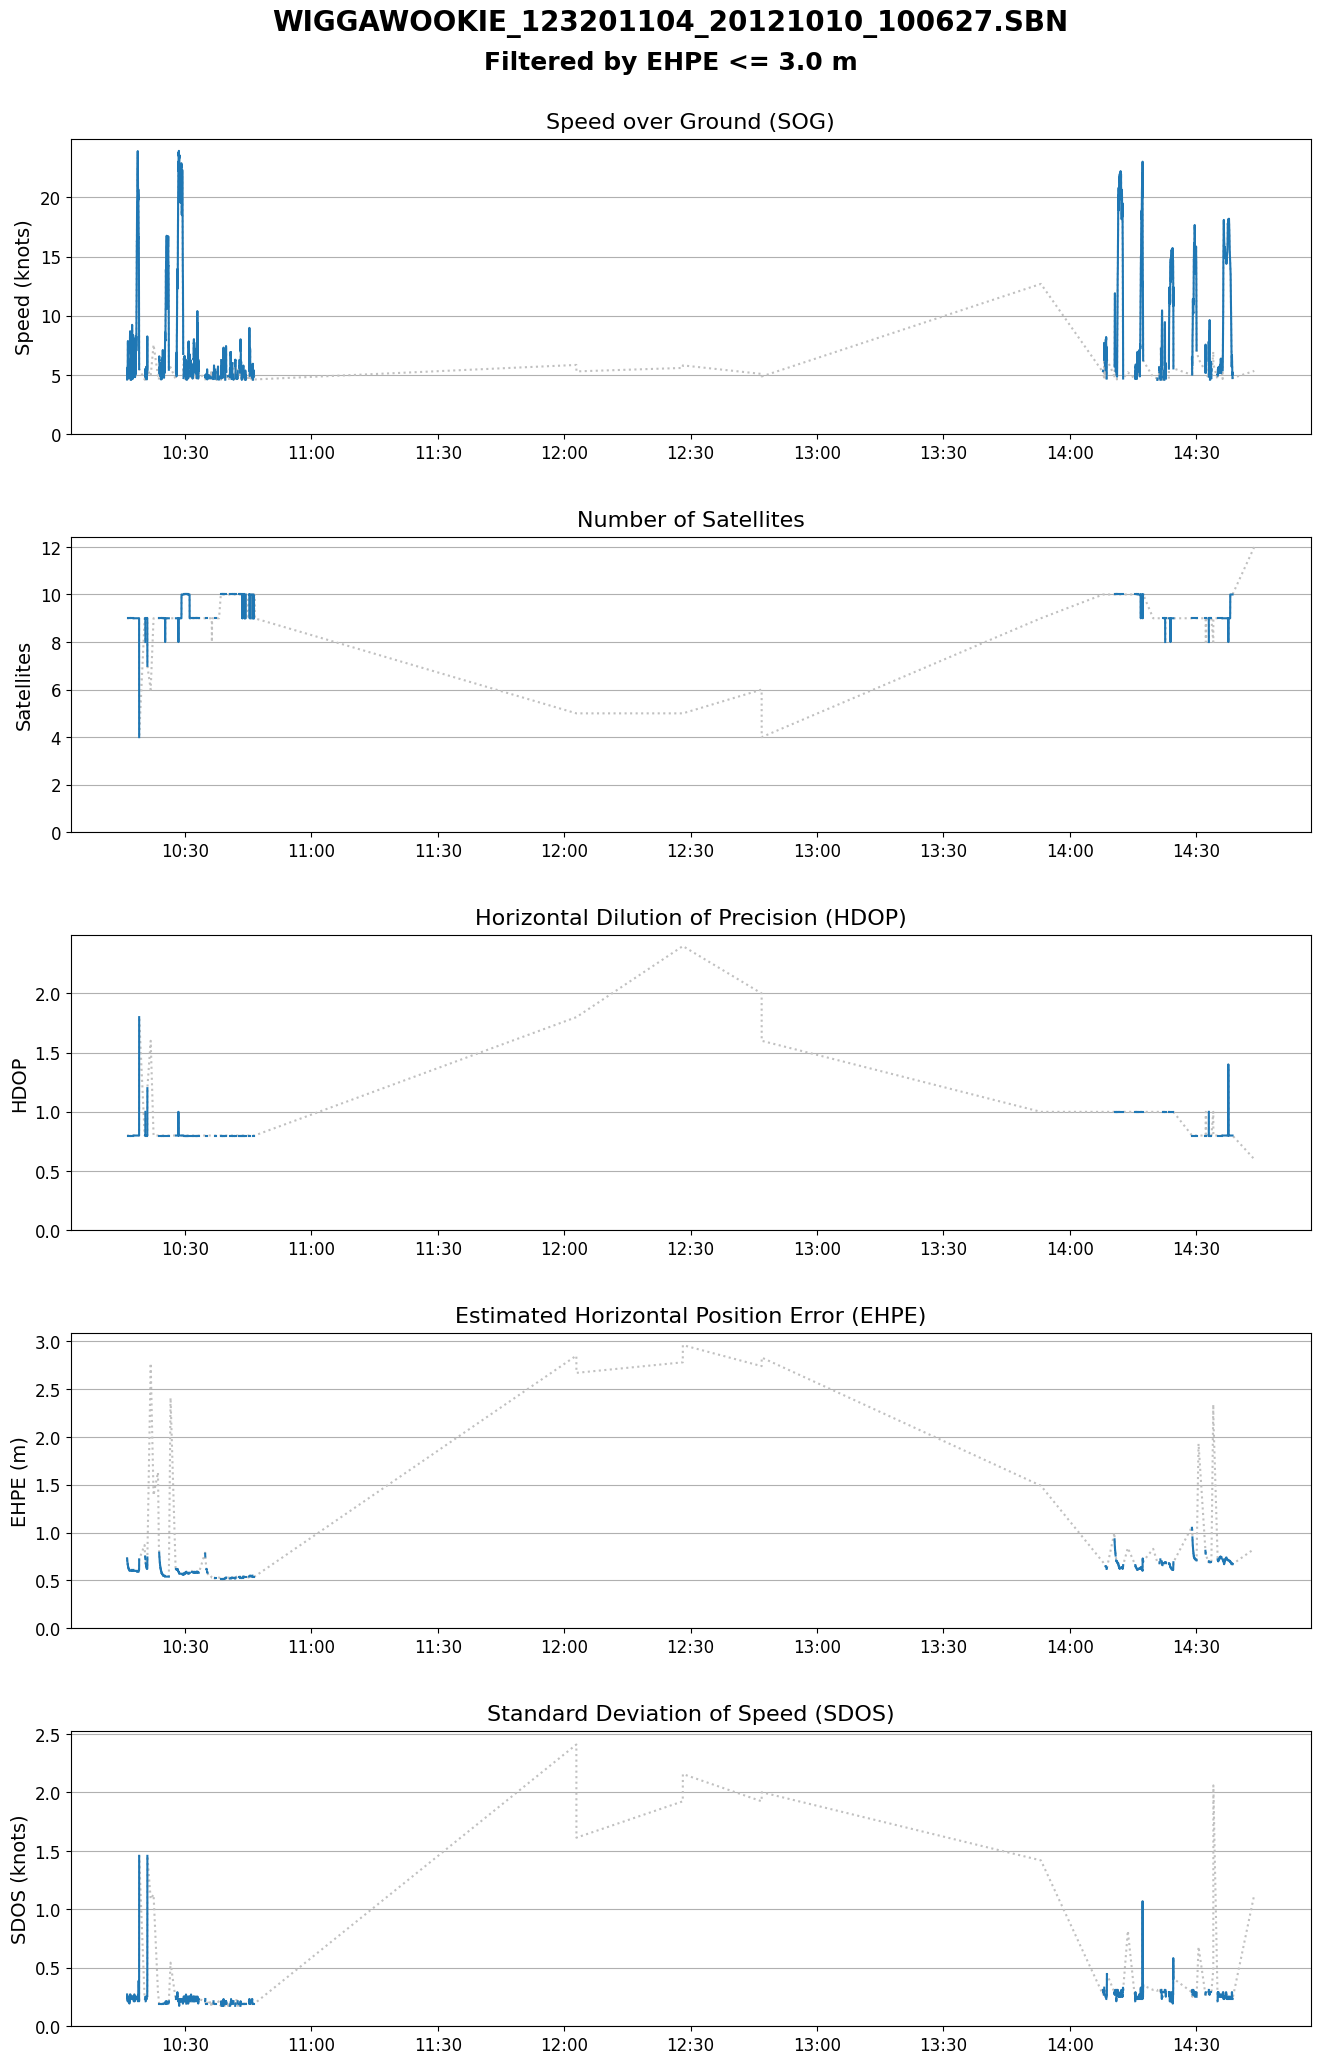 WIGGAWOOKIE_123201104_20121010_100627.SBN
Filtered by EHPE <= 3.0 m
Speed over Ground (SOG)
Speed (knots)
20
15
10
5
0
10:30 11:00 11:30 12:00 12:30 13:00 13:30 14:00 14:30
Number of Satellites
Satellites
12
10
8
6
4
2
0
10:30 11:00 11:30 12:00 12:30 13:00 13:30 14:00 14:30
Horizontal Dilution of Precision (HDOP)
HDOP
2.0
1.5
1.0
0.5
0.0
10:30 11:00 11:30 12:00 12:30 13:00 13:30 14:00 14:30
Estimated Horizontal Position Error (EHPE)
EHPE (m)
3.0
2.5
2.0
1.5
1.0
0.5
0.0
10:30 11:00 11:30 12:00 12:30 13:00 13:30 14:00 14:30
Standard Deviation of Speed (SDOS)
SDOS (knots)
2.5
2.0
1.5
1.0
0.5
0.0
10:30 11:00 11:30 12:00 12:30 13:00 13:30 14:00 14:30